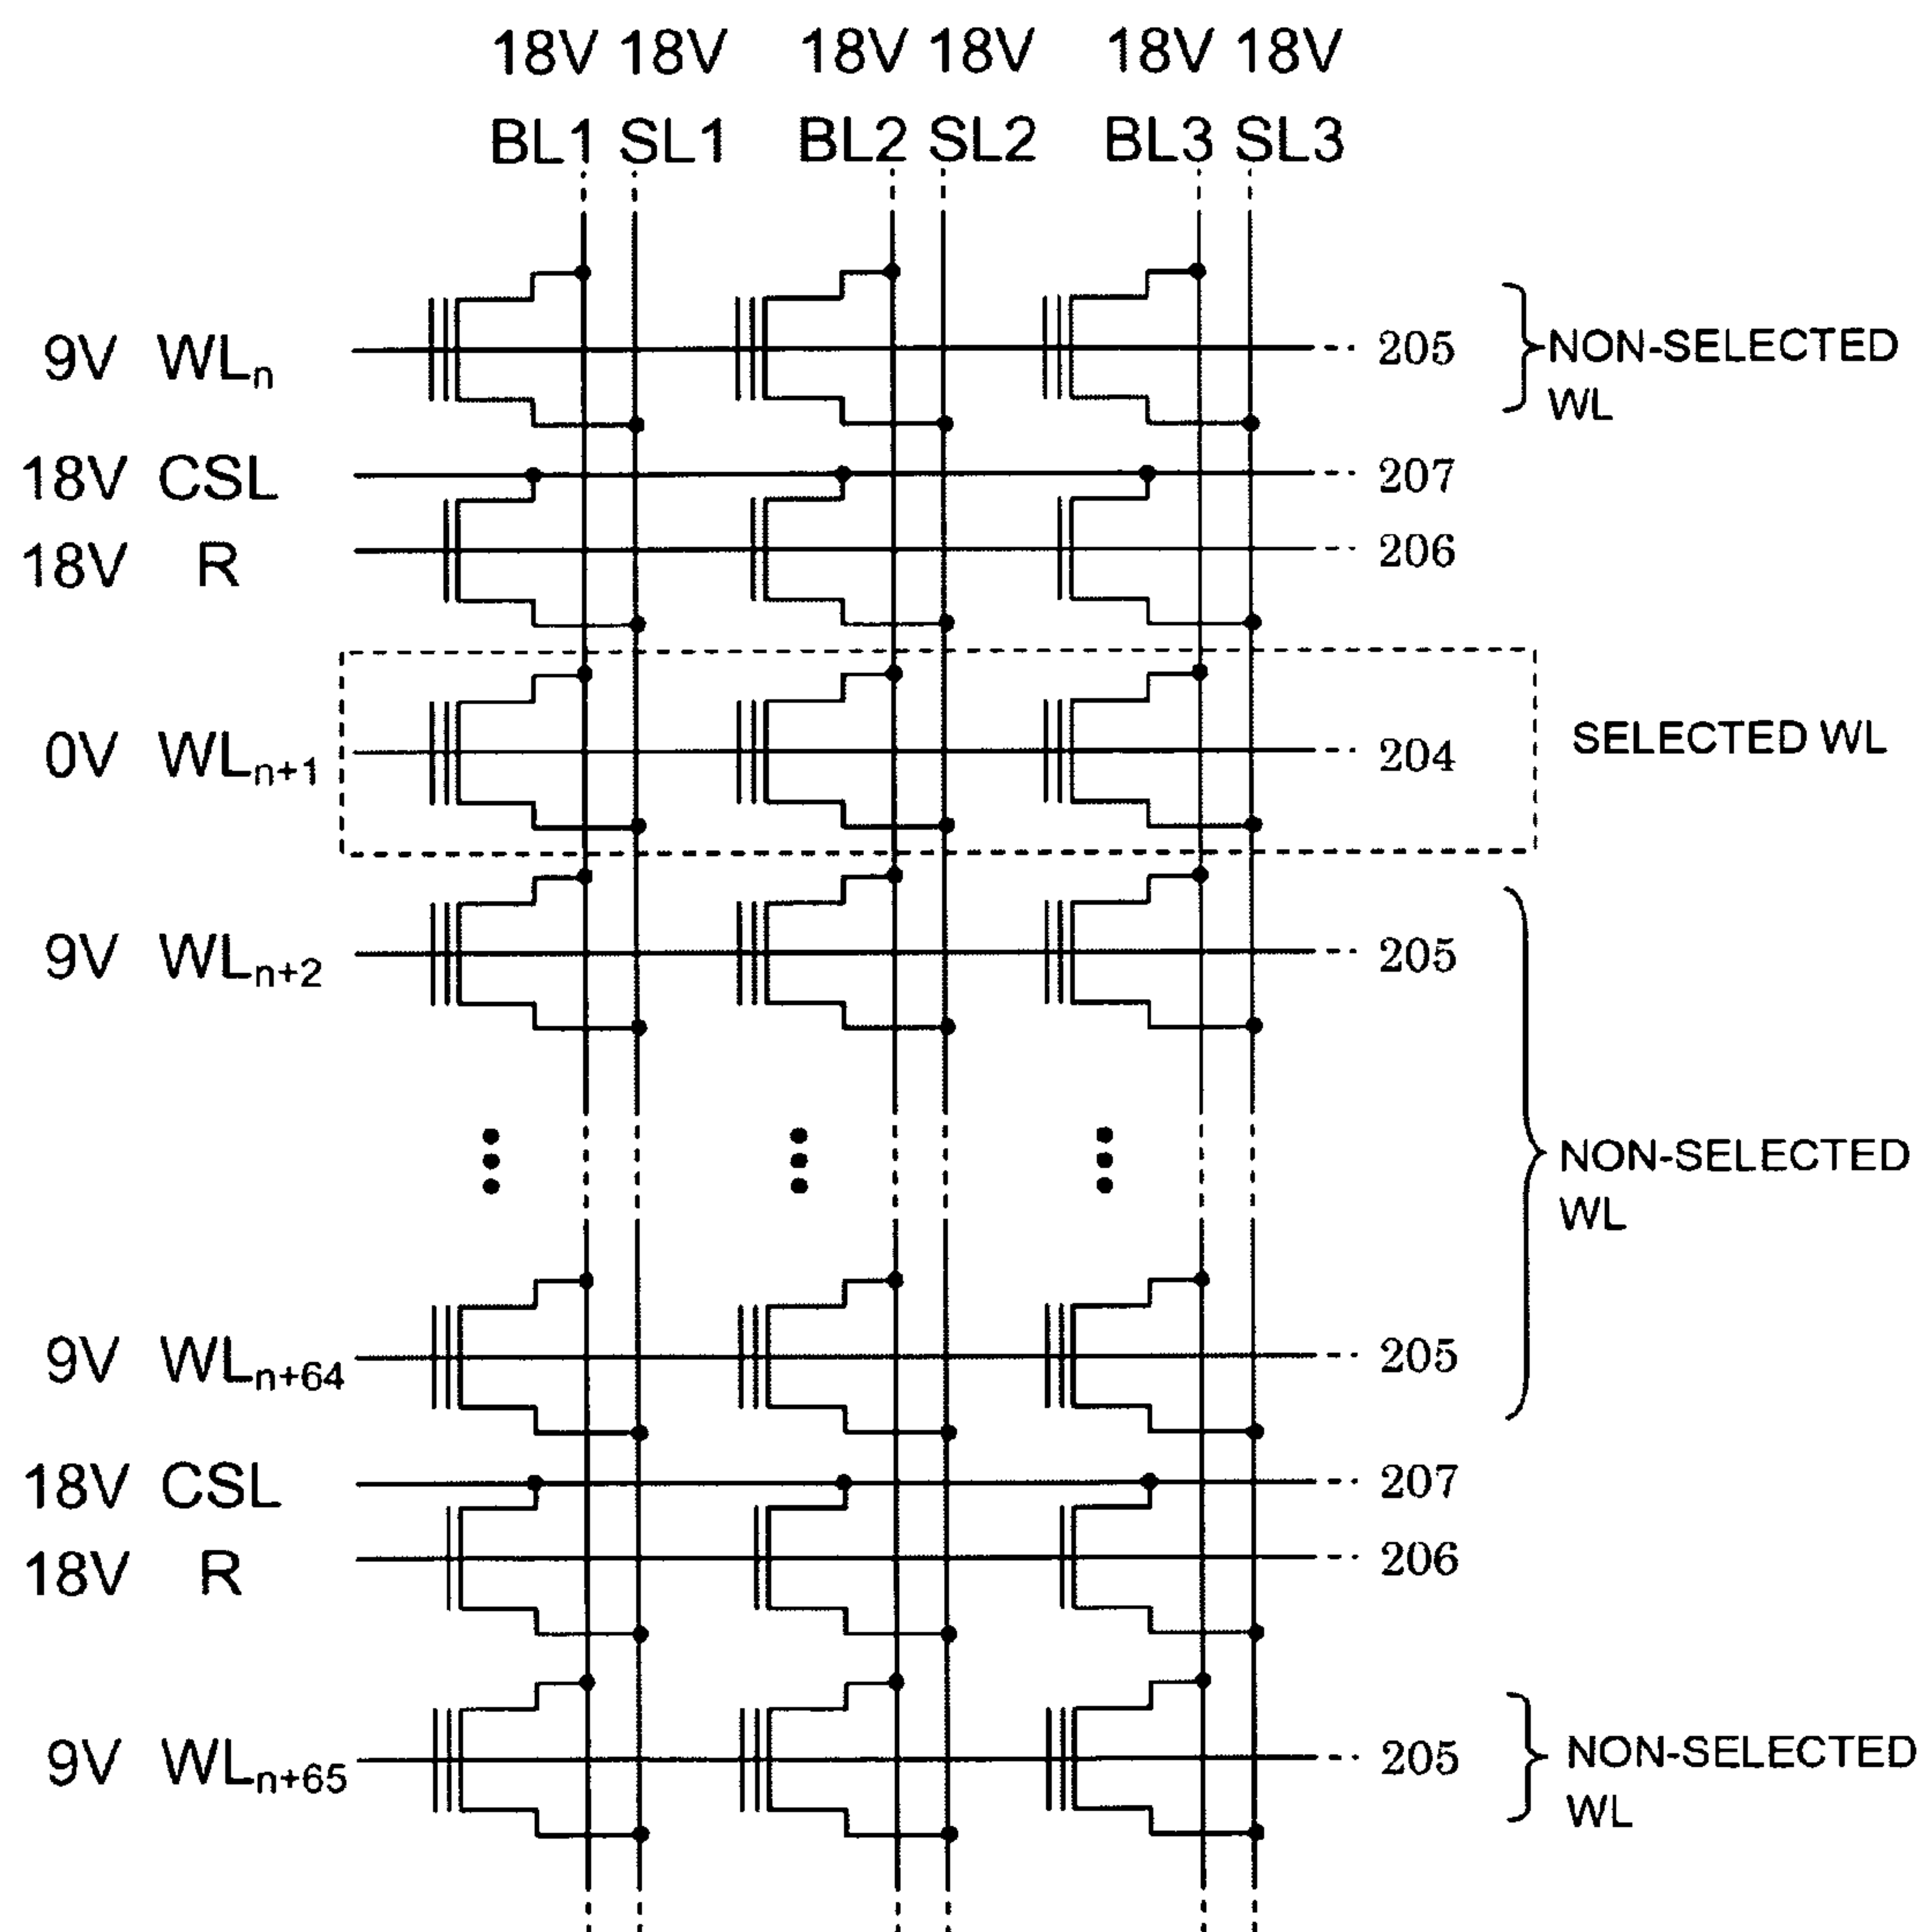 18V 18V 18V 18V 18V 18V
BL1 SL1 BL2 SL2 BL3 SL3
9V WLn 205 NON-SELECTED
WL
18V CSL 207
18V R 206
0V WLn+1 204 SELECTED WL
9V WLn+2 205
NON-SELECTED
WL
9V WLn+64 205
18V CSL 207
18V R 206
9V WLn+65 205 NON-SELECTED
WL